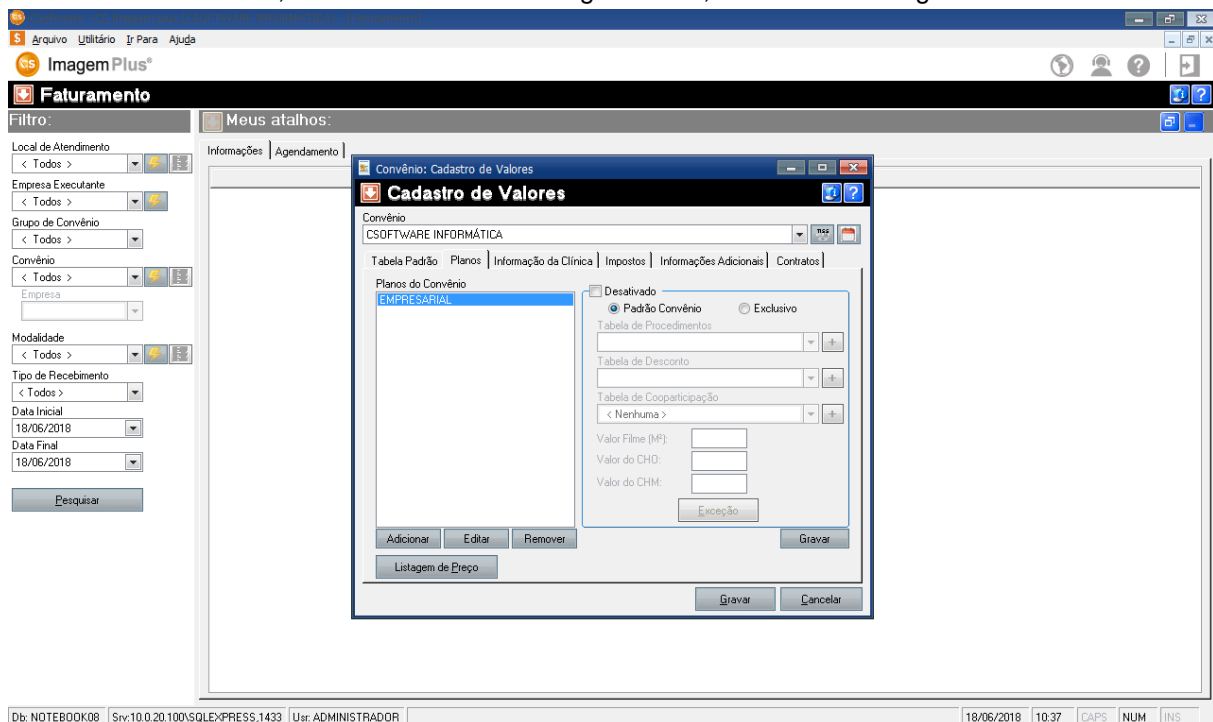 Arquivo Utilitário Ir Para Ajuda
ImagemPlus®
Faturamento
Filtro:
Meus atalhos:
Local de Atendimento
< Todos >
Empresa Executante
< Todos >
Grupo de Convênio
< Todos >
Convênio
< Todos >
Empresa
Modalidade
< Todos >
Tipo de Recebimento
< Todos >
Data Inicial
18/06/2018
Data Final
18/06/2018
Pesquisar
Informações Agendamento
Convênio: Cadastro de Valores
Cadastro de Valores
Convênio
CSOFTWARE INFORMÁTICA
Tabela Padrão Planos Informação da Clínica Impostos Informações Adicionais Contratos
Planos do Convênio
EMPRESARIAL
Desativado
Padrão Convênio Exclusivo
Tabela de Procedimentos
Tabela de Desconto
Tabela de Cooparticipação
< Nenhuma >
Valor Filme (M²):
Valor do CHO:
Valor do CHM:
Exceção
Adicionar Editar Remover Gravar
Listagem de Preço
Gravar Cancelar
Db: NOTEBOOK08 Srv:10.0.20.100\SQLEXPRESS,1433 Usr: ADMINISTRADOR 18/06/2018 10:37 CAPS NUM INS